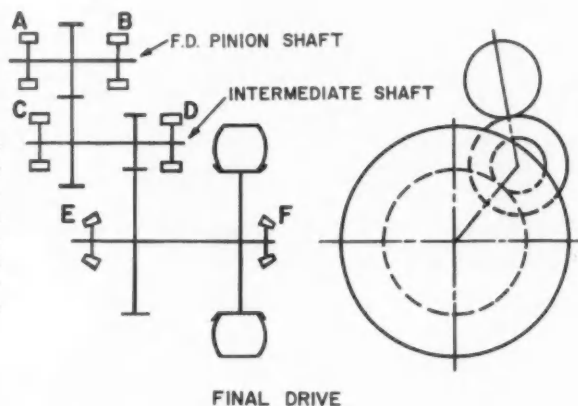 A B
F.D. PINION SHAFT
C D
INTERMEDIATE SHAFT
E F
FINAL DRIVE